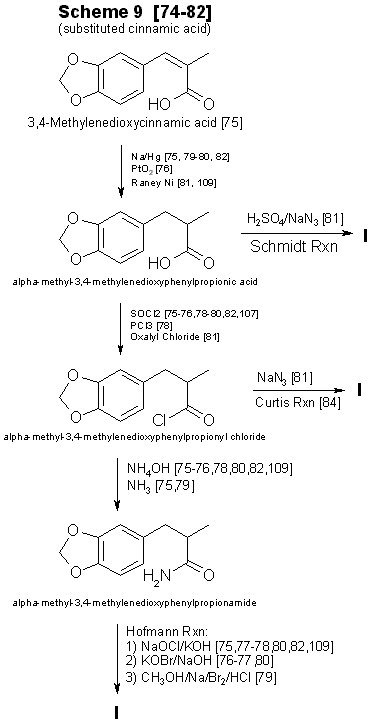 Scheme 9 [74-82]
(substituted cinnamic acid)
O
O
HO
O
3,4-Methylenedioxycinnamic acid [75]
Na/Hg [75, 79-80, 82]
PtO2 [76]
Raney Ni [81, 109]
O
O
HO
O
H2SO4/NaN3 [81]
Schmidt Rxn
I
alpha-methyl-3,4-methylenedioxyphenylpropionic acid
SOCl2 [75-76,78-80,82,107]
PCl3 [78]
Oxalyl Chloride [81]
O
O
Cl
O
NaN3 [81]
Curtis Rxn [84]
I
alpha-methyl-3,4-methylenedioxyphenylpropionyl chloride
NH4OH [75-76,78,80,82,109]
NH3 [75,79]
O
O
H2N
O
alpha-methyl-3,4-methylenedioxyphenylpropionamide
Hofmann Rxn:
1) NaOCl/KOH [75,77-78,80,82,109]
2) KOBr/NaOH [76-77,80]
3) CH3OH/Na/Br2/HCl [79]
I